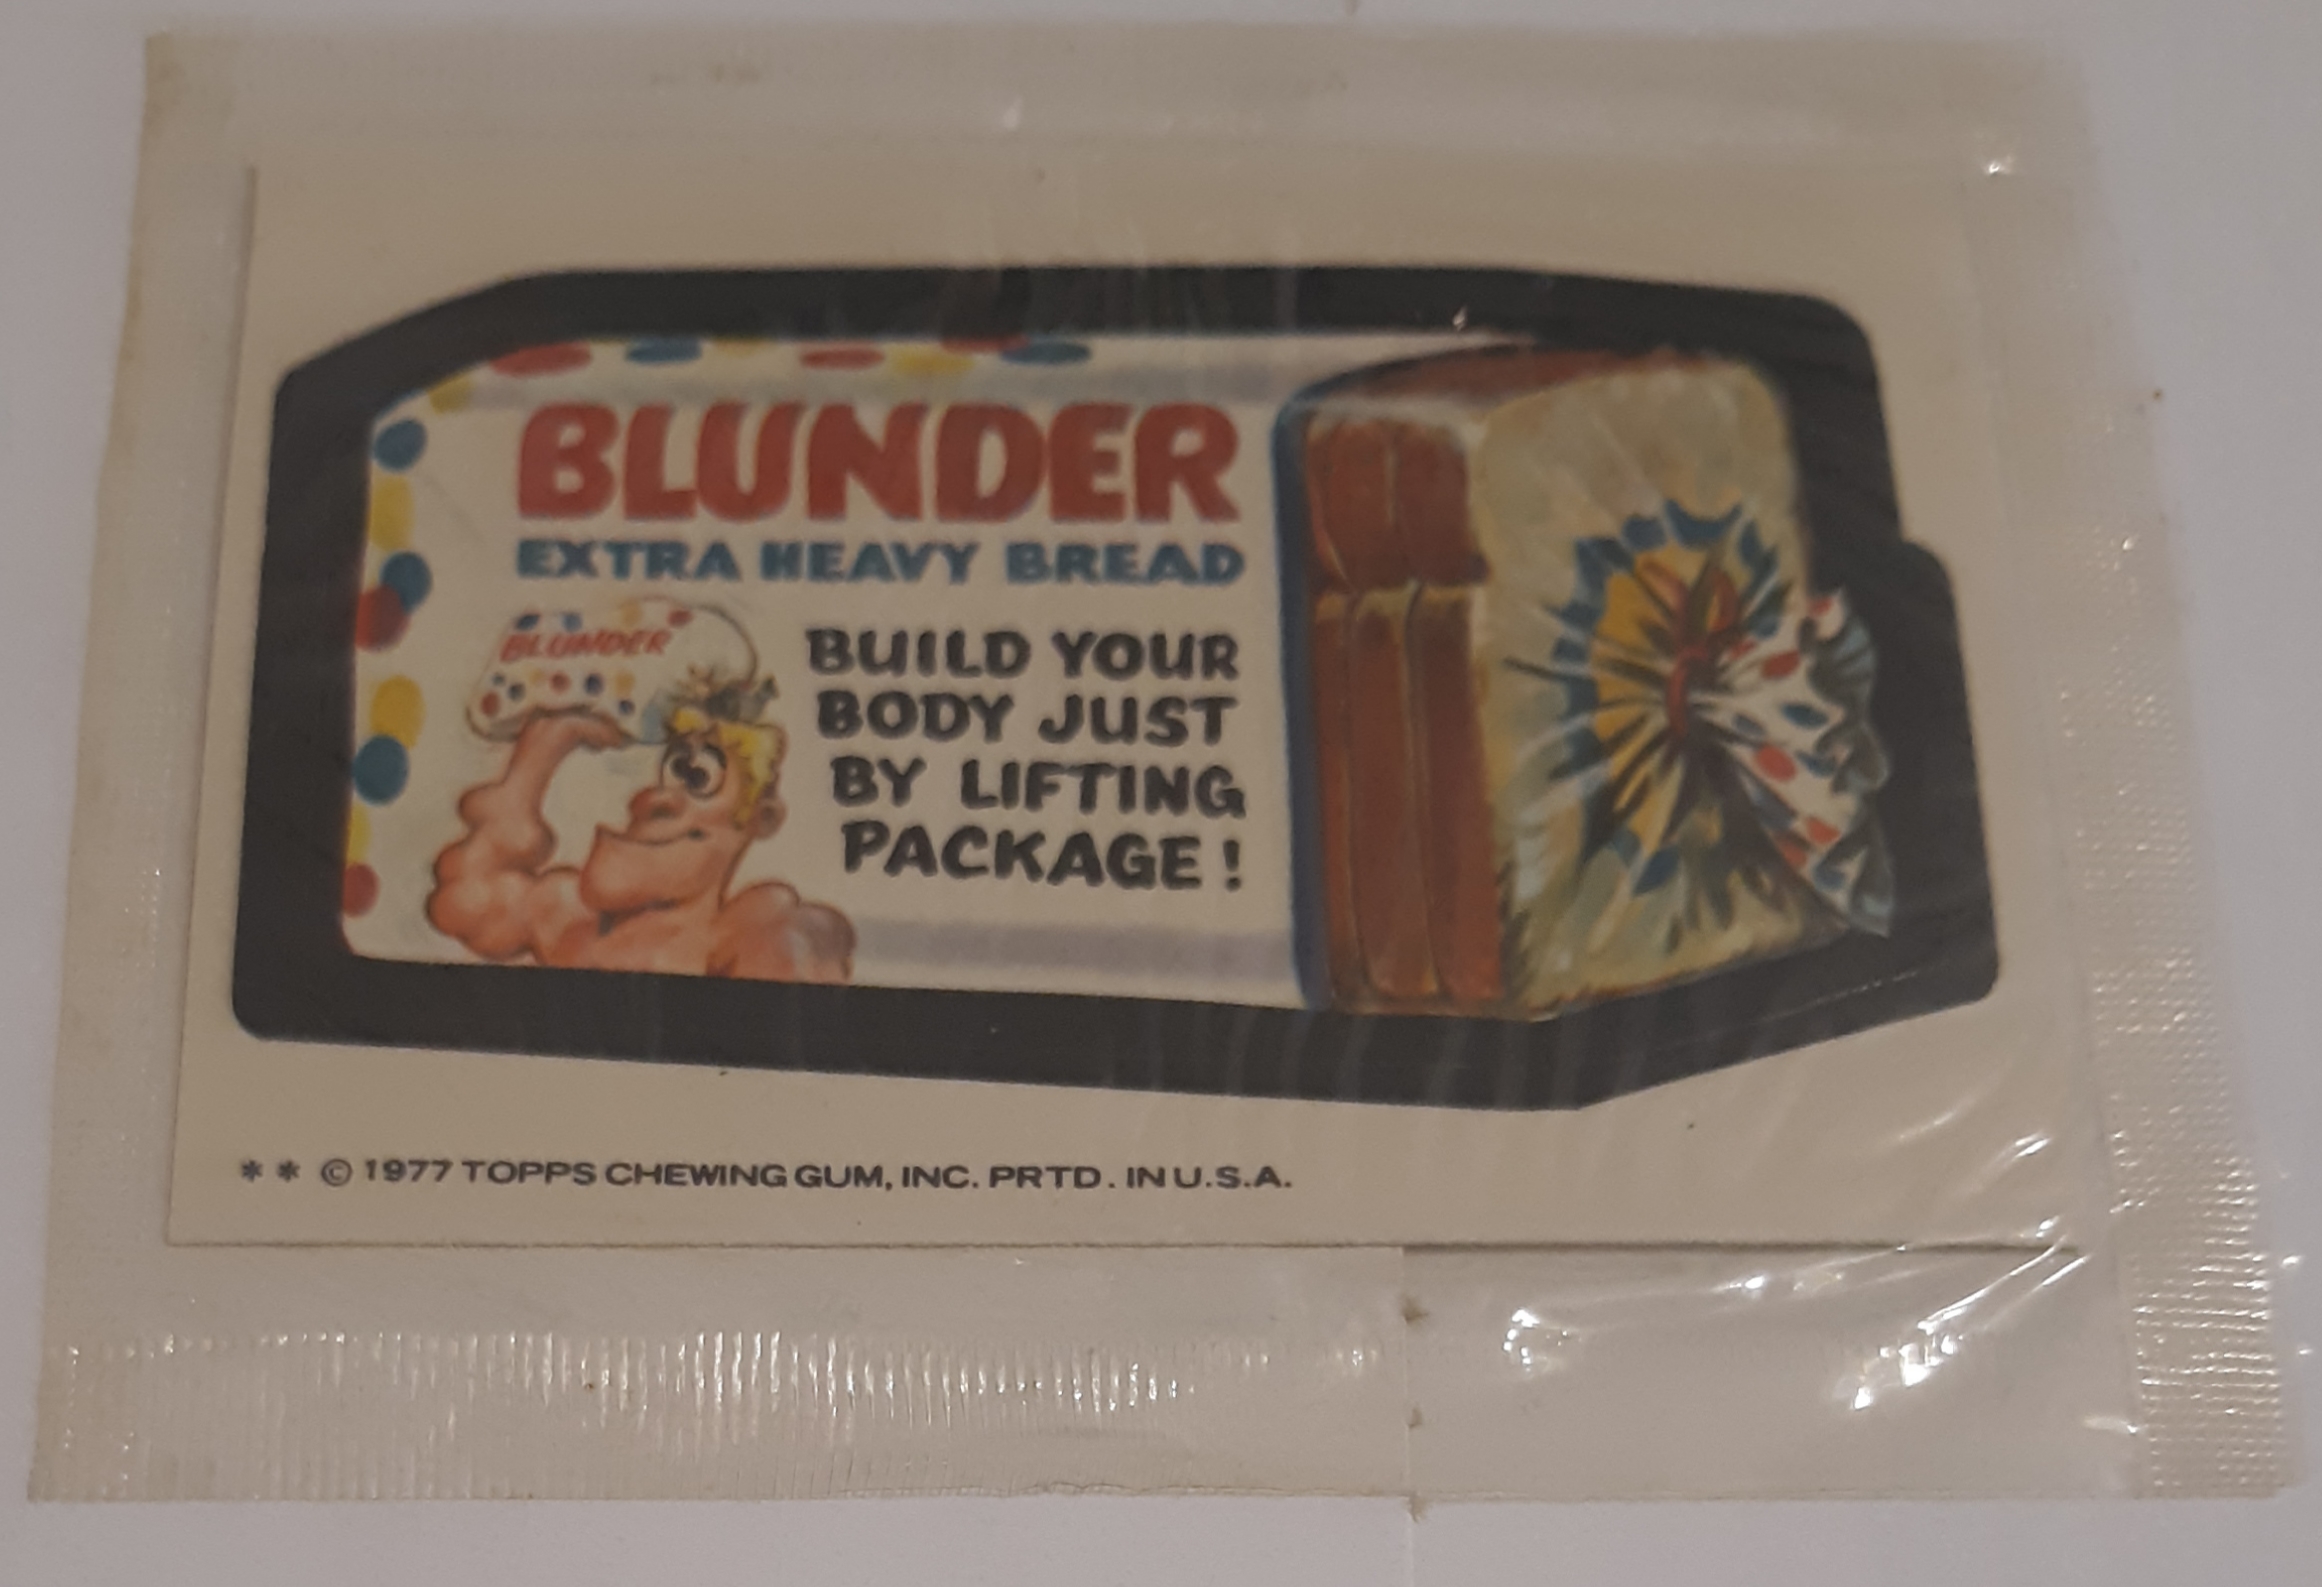 BLUNDER
EXTRA HEAVY BREAD
BLUNDER
BUILD YOUR
BODY JUST
BY LIFTING
PACKAGE!
** © 1977 TOPPS CHEWING GUM, INC. PRTD. IN U.S.A.